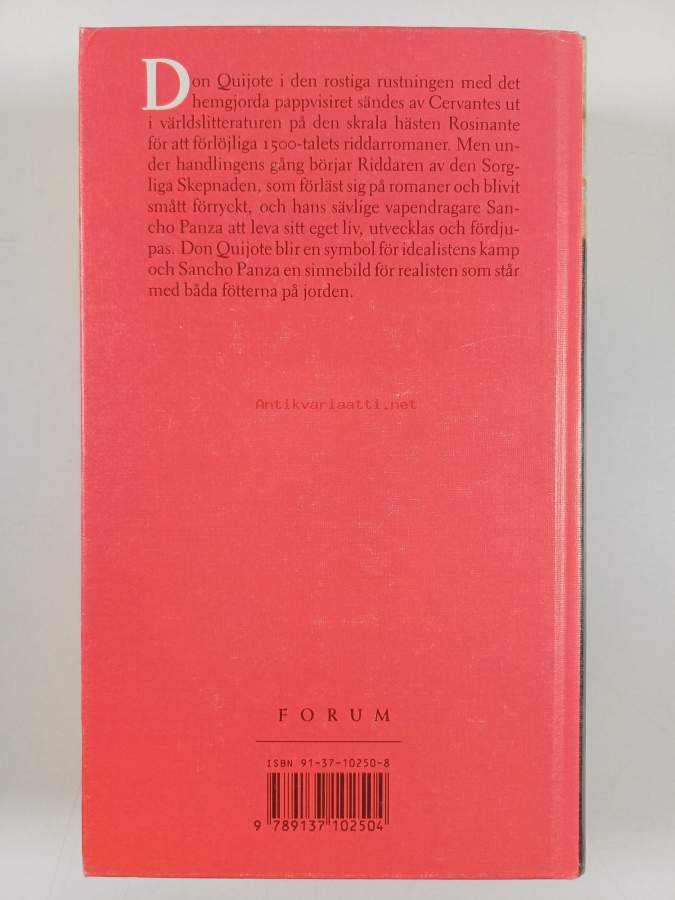 Don Quijote i den rostiga rustningen med det
hemgjorda pappvisiret sändes av Cervantes ut
i världslitteraturen på den skrala hästen Rosinante
för att förlöjliga 1500-talets riddarromaner. Men un-
der handlingens gång börjar Riddaren av den Sorg-
liga Skepnaden, som förläst sig på romaner och blivit
smått förryckt, och hans sävlige vapendragare San-
cho Panza att leva sitt eget liv, utvecklas och fördju-
pas. Don Quijote blir en symbol för idealistens kamp
och Sancho Panza en sinnebild för realisten som står
med båda fötterna på jorden.
Antikvariaatti.net
FORUM
ISBN 91-37-10250-8
9 789137 102504